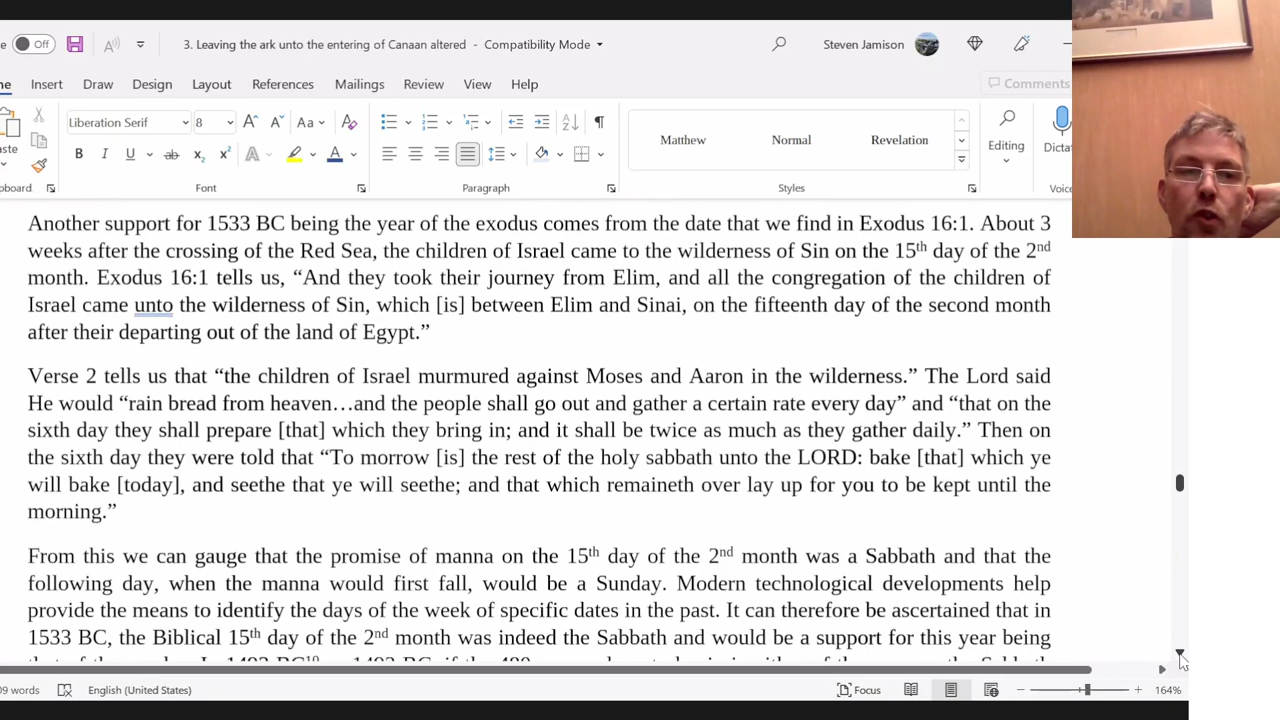 Off
3. Leaving the ark unto the entering of Canaan altered - Compatibility Mode
Steven Jamison
Insert Draw Design Layout References Mailings Review View Help
Comments
Liberation Serif 8
Matthew Normal Revelation
Editing
Font Paragraph Styles
Another support for 1533 BC being the year of the exodus comes from the date that we find in Exodus 16:1. About 3
weeks after the crossing of the Red Sea, the children of Israel came to the wilderness of Sin on the 15th day of the 2nd
month. Exodus 16:1 tells us, “And they took their journey from Elim, and all the congregation of the children of
Israel came unto the wilderness of Sin, which [is] between Elim and Sinai, on the fifteenth day of the second month
after their departing out of the land of Egypt.”
Verse 2 tells us that “the children of Israel murmured against Moses and Aaron in the wilderness.” The Lord said
He would “rain bread from heaven…and the people shall go out and gather a certain rate every day” and “that on the
sixth day they shall prepare [that] which they bring in; and it shall be twice as much as they gather daily.” Then on
the sixth day they were told that “To morrow [is] the rest of the holy sabbath unto the LORD: bake [that] which ye
will bake [today], and seethe that ye will seethe; and that which remaineth over lay up for you to be kept until the
morning.”
From this we can gauge that the promise of manna on the 15th day of the 2nd month was a Sabbath and that the
following day, when the manna would first fall, would be a Sunday. Modern technological developments help
provide the means to identify the days of the week of specific dates in the past. It can therefore be ascertained that in
1533 BC, the Biblical 15th day of the 2nd month was indeed the Sabbath and would be a support for this year being
words English (United States) Focus 164%